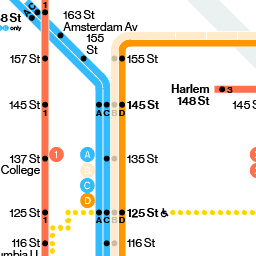 1
163 St
Amsterdam Av
8 St
A C
only
155
St
157 St
155 St
Harlem
3
148 St
145 St
145 St
145 S
1
A C B D
137 St
1
A
135 St
College
C
D
125 St
125 St
1
A C B D
116 St
116 St
mbia U